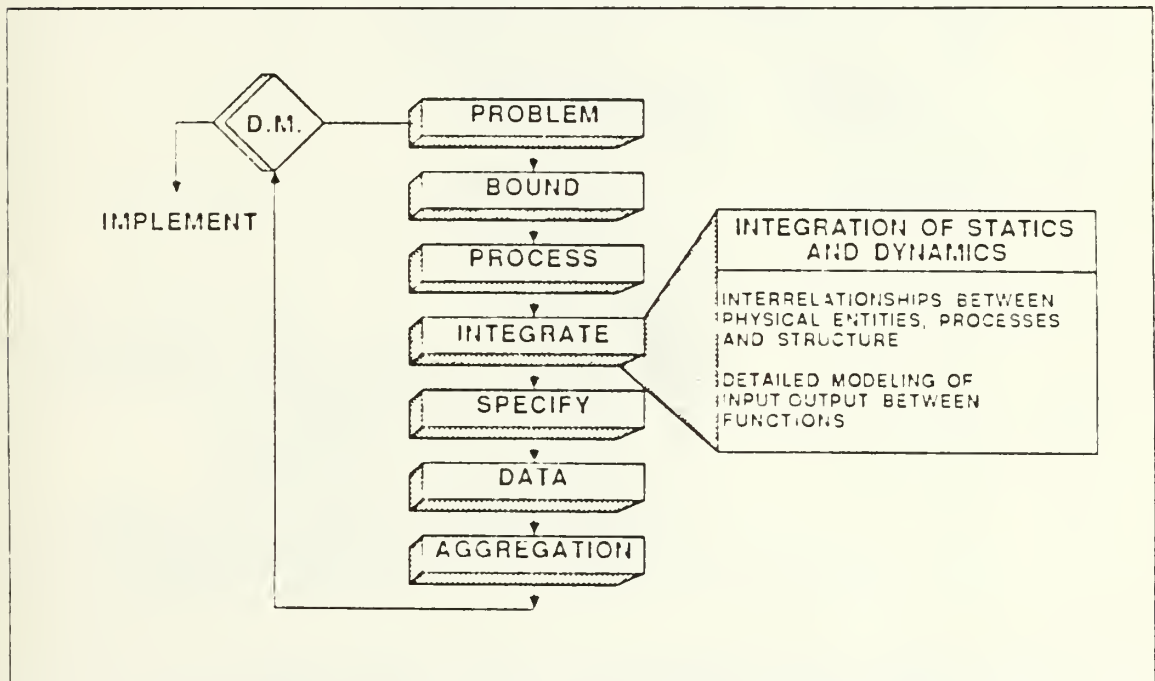 D.M.
IMPLEMENT
PROBLEM
BOUND
PROCESS
INTEGRATE
SPECIFY
DATA
AGGREGATION
INTEGRATION OF STATICS
AND DYNAMICS
INTERRELATIONSHIPS BETWEEN
PHYSICAL ENTITIES, PROCESSES
AND STRUCTURE
DETAILED MODELING OF
INPUT OUTPUT BETWEEN
FUNCTIONS